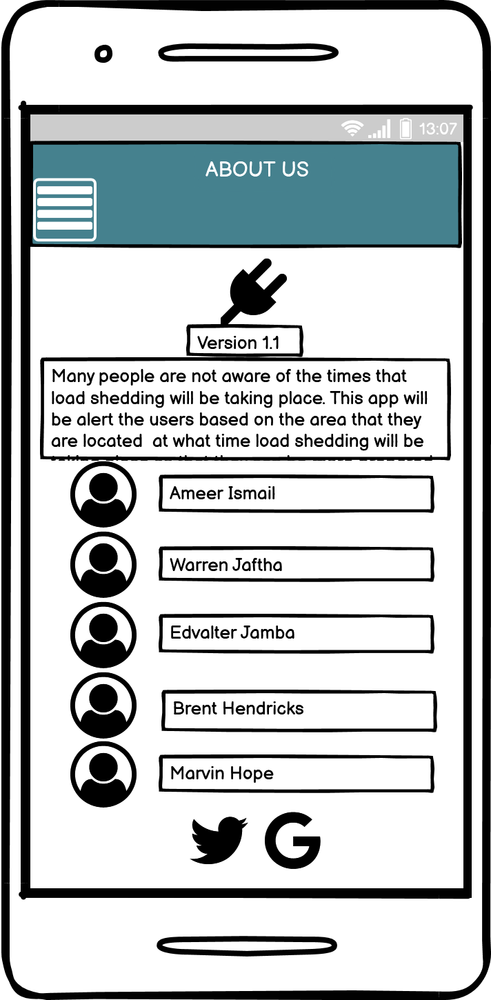 13:07
ABOUT US
Version 1.1
Many people are not aware of the times that
load shedding will be taking place. This app will
be alert the users based on the area that they
are located  at what time load shedding will be
Ameer Ismail
Warren Jaftha
Edvalter Jamba
Brent Hendricks
Marvin Hope